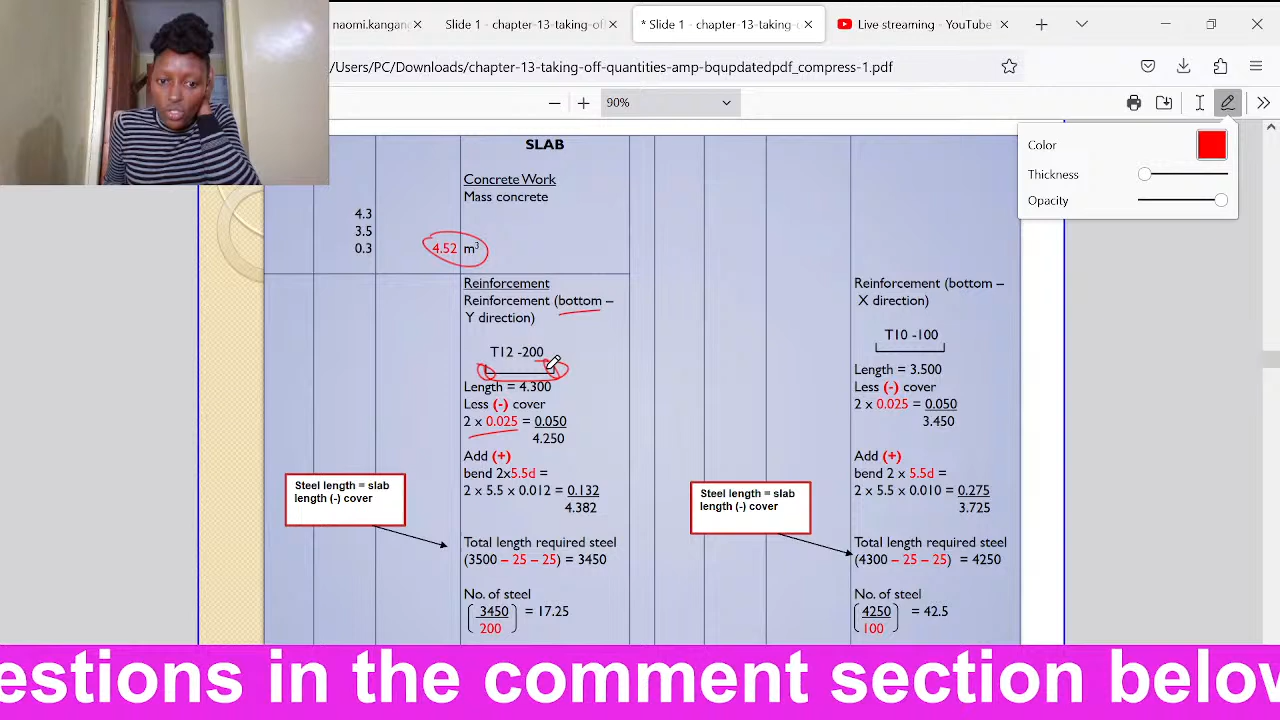 naomi.kangand
Slide 1 - chapter-13-taking-off
* Slide 1 - chapter-13-taking-o
Live streaming - YouTube
/Users/PC/Downloads/chapter-13-taking-off-quantities-amp-bqupdatedpdf_compress-1.pdf
90%
Color
Thickness
Opacity
SLAB
Concrete Work
Mass concrete
4.3
3.5
0.3
4.52 m³
Reinforcement
Reinforcement (bottom –
Y direction)
T12 -200
Length = 4.300
Less (-) cover
2 x 0.025 = 0.050
4.250
Add (+)
bend 2x5.5d =
2 x 5.5 x 0.012 = 0.132
4.382
Steel length = slab
length (-) cover
Total length required steel
(3500 – 25 – 25) = 3450
No. of steel
( 3450 ) = 17.25
200
Reinforcement (bottom –
X direction)
T10 -100
Length = 3.500
Less (-) cover
2 x 0.025 = 0.050
3.450
Add (+)
bend 2 x 5.5d =
2 x 5.5 x 0.010 = 0.275
3.725
Steel length = slab
length (-) cover
Total length required steel
(4300 – 25 – 25) = 4250
No. of steel
( 4250 ) = 42.5
100
estions in the comment section below